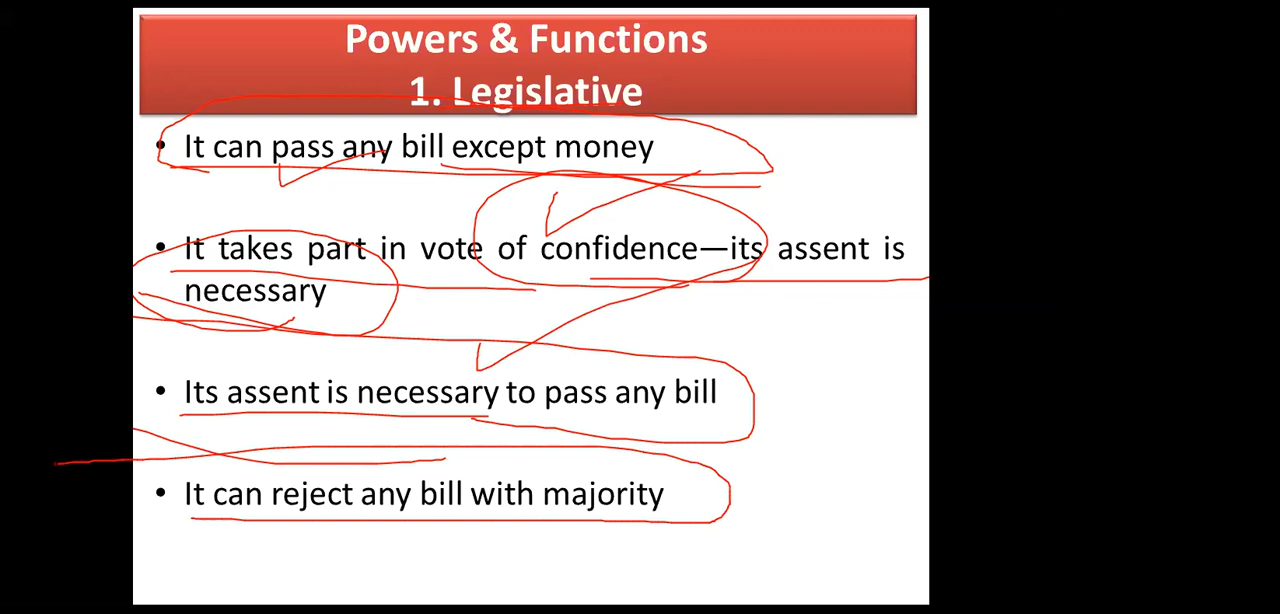 Powers & Functions
1. Legislative
• It can pass any bill except money
• It takes part in vote of confidence—its assent is
necessary
• Its assent is necessary to pass any bill
• It can reject any bill with majority